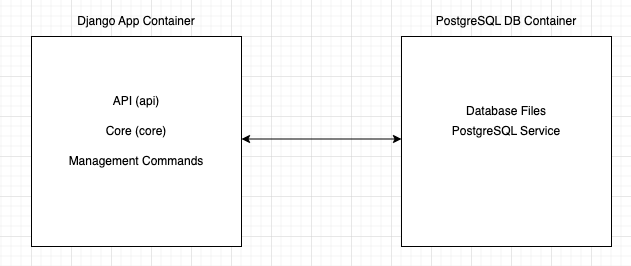 Django App Container
API (api)
Core (core)
Management Commands
PostgreSQL DB Container
Database Files
PostgreSQL Service